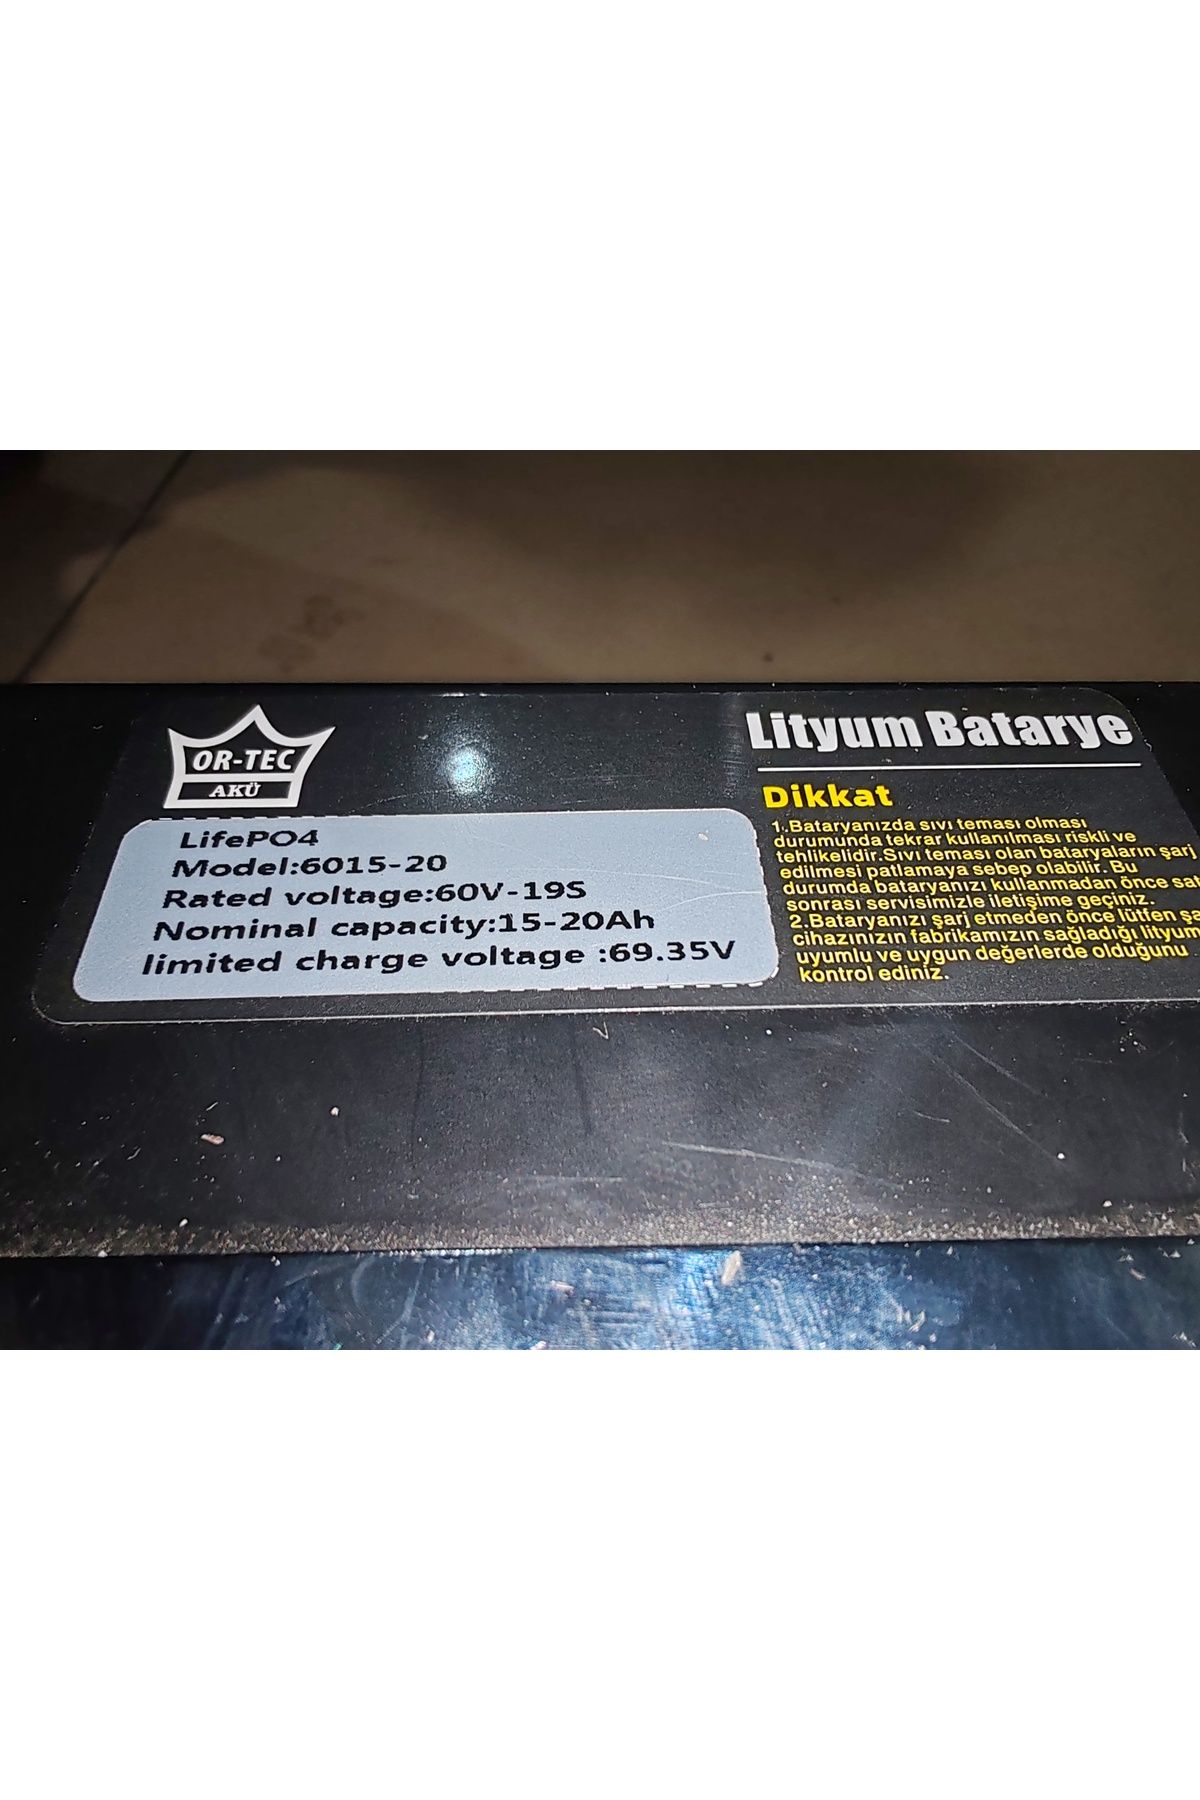 OR-TEC
AKÜ
LifePO4
Model:6015-20
Rated voltage:60V-19S
Nominal capacity:15-20Ah
limited charge voltage :69.35V
Lityum Batarye
Dikkat
1.Bataryanızda sıvı teması olması
durumunda tekrar kullanılması riskli ve
tehlikelidir.Sıvı teması olan bataryaların şarj
edilmesi patlamaya sebep olabilir. Bu
durumda bataryanızı kullanmadan önce sat
sonrası servisimizle iletişime geçiniz.
2.Bataryanızı şarj etmeden önce lütfen şa
cihazınızın fabrikamızın sağladığı lityum
uyumlu ve uygun değerlerde olduğunu
kontrol ediniz.